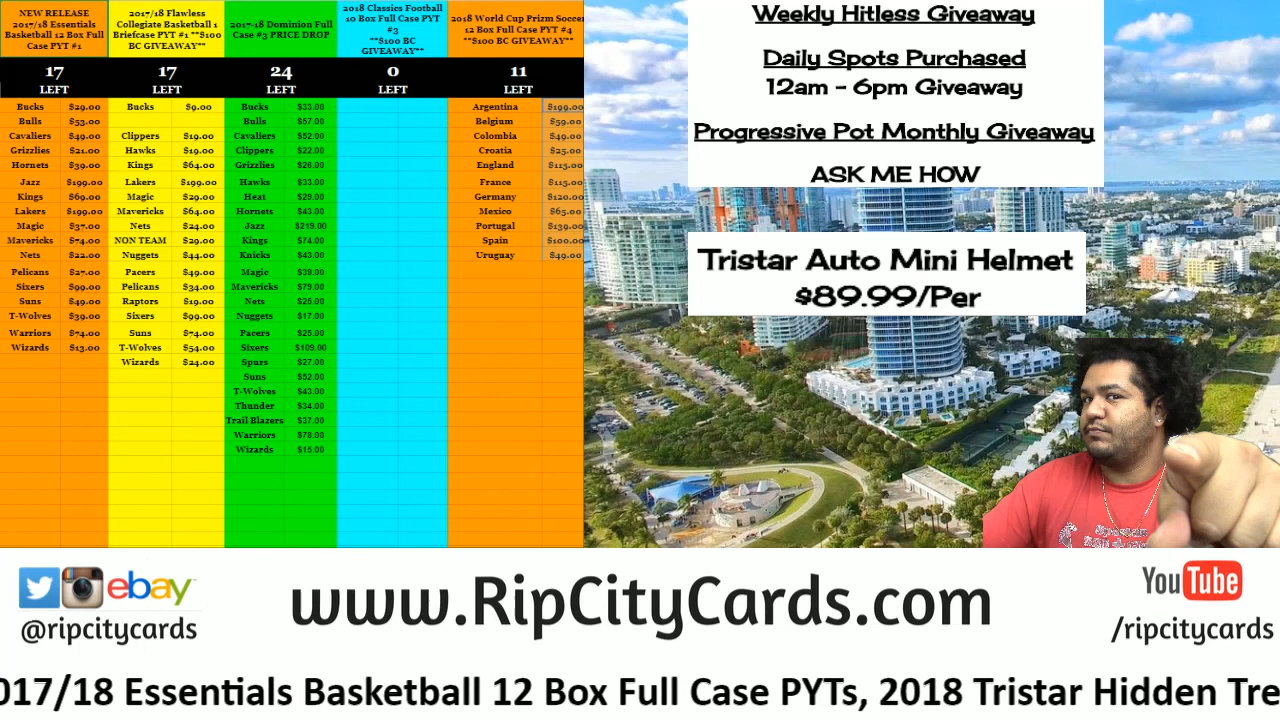 NEW RELEASE
2017/18 Essentials
Basketball 12 Box Full
Case PYT #1
17
LEFT
Bucks $29.00
Bulls $53.00
Cavaliers $49.00
Grizzlies $21.00
Hornets $39.00
Jazz $199.00
Kings $69.00
Lakers $199.00
Magic $37.00
Mavericks $74.00
Nets $22.00
Pelicans $27.00
Sixers $99.00
Suns $49.00
T-Wolves $39.00
Warriors $74.00
Wizards $13.00
2017/18 Flawless
Collegiate Basketball 1
Briefcase PYT #1 **$100
BC GIVEAWAY**
17
LEFT
Bucks $9.00
Clippers $19.00
Hawks $19.00
Kings $64.00
Lakers $199.00
Magic $29.00
Mavericks $64.00
Nets $24.00
NON TEAM $29.00
Nuggets $44.00
Pacers $49.00
Pelicans $34.00
Raptors $19.00
Sixers $99.00
Suns $74.00
T-Wolves $54.00
Wizards $24.00
2017-18 Dominion Full
Case #3 PRICE DROP
24
LEFT
Bucks $33.00
Bulls $57.00
Cavaliers $52.00
Clippers $22.00
Grizzlies $26.00
Hawks $33.00
Heat $29.00
Hornets $43.00
Jazz $219.00
Kings $74.00
Knicks $43.00
Magic $39.00
Mavericks $79.00
Nets $25.00
Nuggets $17.00
Pacers $25.00
Sixers $109.00
Spurs $27.00
Suns $52.00
T-Wolves $43.00
Thunder $34.00
Trail Blazers $37.00
Warriors $78.00
Wizards $15.00
2018 Classics Football
10 Box Full Case PYT
#3
**$100 BC
GIVEAWAY**
0
LEFT
2018 World Cup Prizm Soccer
12 Box Full Case PYT #4
**$100 BC GIVEAWAY**
11
LEFT
Argentina $199.00
Belgium $59.00
Colombia $49.00
Croatia $25.00
England $115.00
France $115.00
Germany $120.00
Mexico $65.00
Portugal $139.00
Spain $100.00
Uruguay $49.00
Weekly Hitless Giveaway
Daily Spots Purchased
12am - 6pm Giveaway
Progressive Pot Monthly Giveaway
ASK ME HOW
Tristar Auto Mini Helmet
$89.99/Per
ebay
@ripcitycards
www.RipCityCards.com
YouTube
/ripcitycards
017/18 Essentials Basketball 12 Box Full Case PYTs, 2018 Tristar Hidden Tre